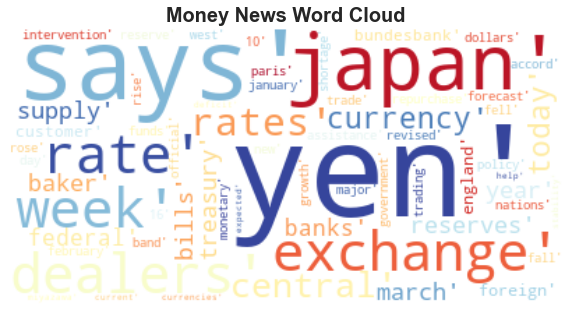 Money News Word Cloud
intervention'
reserve'
west'
10'
bundesbank'
dollars'
says'
japan'
paris'
shortage
accord'
rise'
january'
trade'
forecast'
fell'
supply'
rates'
currency'
today'
customer'
funds'
official'
assistance'
revised'
rose'
day
rate'
yen'
england'
policy'
help'
baker'
treasury'
growth'
major'
government'
trading'
year'
week'
bills'
monetary'
expected'
nations'
banks'
reserves'
federal'
band'
exchange'
fall'
february'
dealers'
central'
march'
foreign'
current'
currencies'